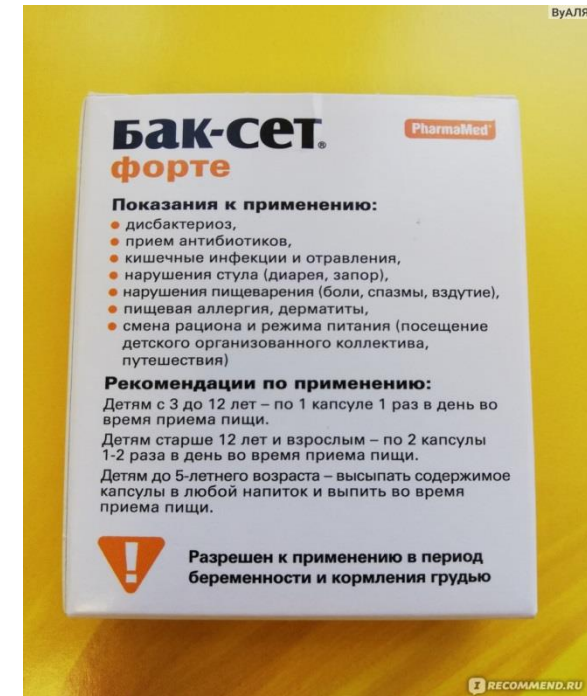 ВуАЛЯ
Бак-сет®
форте
PharmaMed®
Показания к применению:
• дисбактериоз,
• прием антибиотиков,
• кишечные инфекции и отравления,
• нарушения стула (диарея, запор),
• нарушения пищеварения (боли, спазмы, вздутие),
• пищевая аллергия, дерматиты,
• смена рациона и режима питания (посещение
детского организованного коллектива,
путешествия)
Рекомендации по применению:
Детям с 3 до 12 лет – по 1 капсуле 1 раз в день во
время приема пищи.
Детям старше 12 лет и взрослым – по 2 капсулы
1-2 раза в день во время приема пищи.
Детям до 5-летнего возраста – высыпать содержимое
капсулы в любой напиток и выпить во время
приема пищи.
!
Разрешен к применению в период
беременности и кормления грудью
RECOMMEND.RU